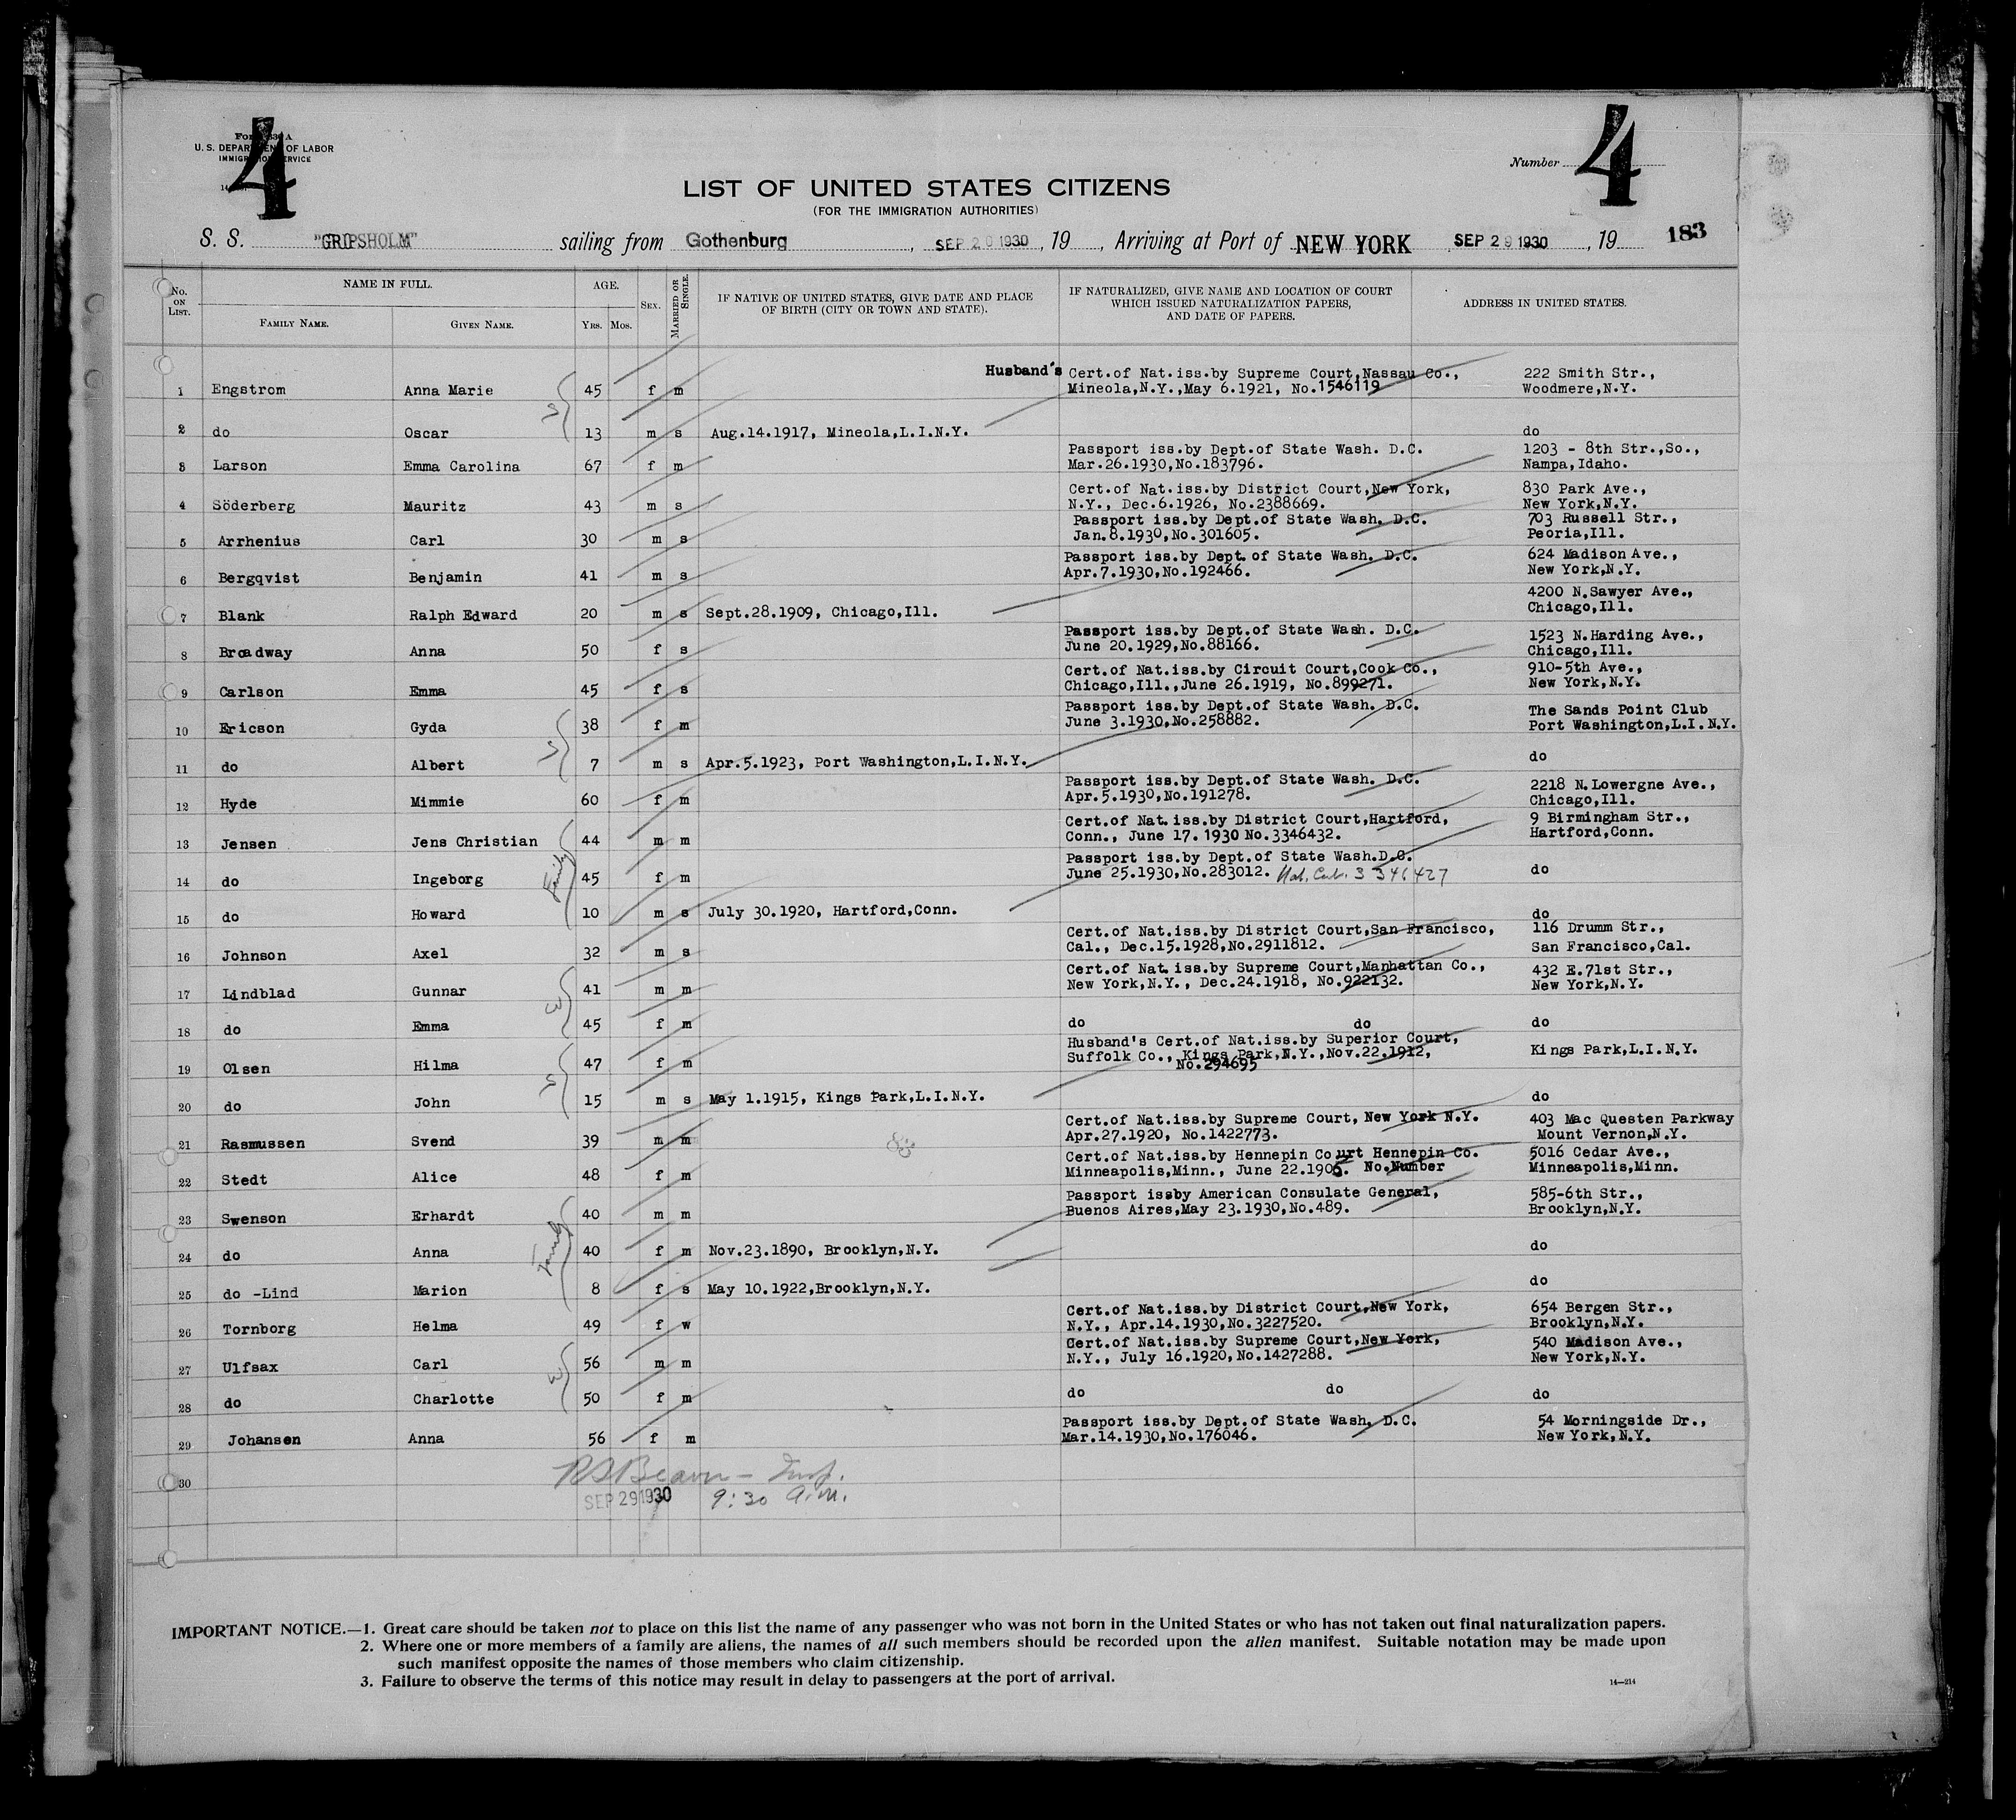 4
4
Form 630 A
U. S. DEPARTMENT OF LABOR
IMMIGRATION SERVICE
Number
LIST OF UNITED STATES CITIZENS
(FOR THE IMMIGRATION AUTHORITIES)
S. S. "GRIPSHOLM" sailing from Gothenburg, SEP 20 1930, 19, Arriving at Port of NEW YORK SEP 29 1930, 19 183
No. ON LIST. NAME IN FULL. FAMILY NAME. GIVEN NAME. AGE. YRS. MOS. SEX. MARRIED OR SINGLE. IF NATIVE OF UNITED STATES, GIVE DATE AND PLACE OF BIRTH (CITY OR TOWN AND STATE). IF NATURALIZED, GIVE NAME AND LOCATION OF COURT WHICH ISSUED NATURALIZATION PAPERS, AND DATE OF PAPERS. ADDRESS IN UNITED STATES.
Husband's Cert.of Nat.iss.by Supreme Court,Nassau Co., 222 Smith Str.,
1 Engstrom Anna Marie 45 f m Mineola,N.Y.,May 6.1921, No.1546119 Woodmere,N.Y.
2 do Oscar 13 m s Aug.14.1917, Mineola,L.I.N.Y. do
Passport iss.by Dept.of State Wash. D.C. 1203 - 8th Str.,So.,
3 Larson Emma Carolina 67 f m Mar.26.1930,No.183796. Nampa,Idaho.
Cert.of Nat.iss.by District Court,New York, 830 Park Ave.,
4 Söderberg Mauritz 43 m s N.Y., Dec.6.1926, No.2388669. New York,N.Y.
Passport iss.by Dept.of State Wash. D.C. 703 Russell Str.,
5 Arrhenius Carl 30 m s Jan.8.1930,No.301605. Peoria,Ill.
Passport iss.by Dept. of State Wash. D.C. 624 Madison Ave.,
6 Bergqvist Benjamin 41 m s Apr.7.1930,No.192466. New York,N.Y.
4200 N.Sawyer Ave.,
7 Blank Ralph Edward 20 m s Sept.28.1909, Chicago,Ill. Chicago,Ill.
Passport iss.by Dept.of State Wash. D.C. 1523 N.Harding Ave.,
8 Broadway Anna 50 f s June 20.1929,No.88166. Chicago,Ill.
Cert.of Nat.iss.by Circuit Court,Cook Co., 910-5th Ave.,
9 Carlson Emma 45 f s Chicago,Ill.,June 26.1919, No.899271. New York,N.Y.
Passport iss.by Dept.of State Wash. D.C. The Sands Point Club
10 Ericson Gyda 38 f m June 3.1930,No.258882. Port Washington,L.I.N.Y.
11 do Albert 7 m s Apr.5.1923, Port Washington,L.I.N.Y. do
Passport iss.by Dept.of State Wash. D.C. 2218 N.Lowergne Ave.,
12 Hyde Mimmie 60 f m Apr.5.1930,No.191278. Chicago,Ill.
Cert.of Nat.iss.by District Court,Hartford, 9 Birmingham Str.,
13 Jensen Jens Christian 44 m m Conn., June 17.1930 No.3346432. Hartford,Conn.
Family
Passport iss.by Dept.of State Wash.D.C.
14 do Ingeborg 45 f m June 25.1930,No.283012. Nat. Cert. 3346427 do
15 do Howard 10 m s July 30.1920, Hartford,Conn. do
Cert.of Nat.iss.by District Court,San Francisco, 116 Drumm Str.,
16 Johnson Axel 32 m s Cal., Dec.15.1928,No.2911812. San Francisco,Cal.
Cert.of Nat.iss.by Supreme Court,Manhattan Co., 432 E.71st Str.,
17 Lindblad Gunnar 41 m m New York,N.Y., Dec.24.1918, No.922132. New York,N.Y.
18 do Emma 45 f m do do do
Husband's Cert.of Nat.iss.by Superior Court,
19 Olsen Hilma 47 f m Suffolk Co., Kings Park,N.Y.,Nov.22.1912, Kings Park,L.I.N.Y.
No.294695
20 do John 15 m s May 1.1915, Kings Park,L.I.N.Y. do
Cert.of Nat.iss.by Supreme Court, New York N.Y. 403 Mac Questen Parkway
21 Rasmussen Svend 39 m m Apr.27.1920, No.1422773. Mount Vernon,N.Y.
Cert.of Nat.iss.by Hennepin Court Hennepin Co. 5016 Cedar Ave.,
22 Stedt Alice 48 f m Minneapolis,Minn., June 22.1906. No.Number Minneapolis,Minn.
Passport issby American Consulate General, 585-6th Str.,
23 Swenson Erhardt 40 m m Buenos Aires,May 23.1930,No.489. Brooklyn,N.Y.
Family
24 do Anna 40 f m Nov.23.1890, Brooklyn,N.Y. do
25 do -Lind Marion 8 f s May 10.1922,Brooklyn,N.Y. do
Cert.of Nat.iss.by District Court,New York, 654 Bergen Str.,
26 Tornborg Helma 49 f w N.Y., Apr.14.1930,No.3227520. Brooklyn,N.Y.
Cert.of Nat.iss.by Supreme Court,New York, 540 Madison Ave.,
27 Ulfsax Carl 56 m m N.Y., July 16.1920,No.1427288. New York,N.Y.
28 do Charlotte 50 f m do do do
Passport iss.by Dept.of State Wash. D.C. 54 Morningside Dr.,
29 Johansen Anna 56 f m Mar.14.1930,No.176046. New York,N.Y.
30
SEP 29 1930 9:30 a.m.
IMPORTANT NOTICE.—1. Great care should be taken not to place on this list the name of any passenger who was not born in the United States or who has not taken out final naturalization papers.
2. Where one or more members of a family are aliens, the names of all such members should be recorded upon the alien manifest. Suitable notation may be made upon
such manifest opposite the names of those members who claim citizenship.
3. Failure to observe the terms of this notice may result in delay to passengers at the port of arrival.
14—214